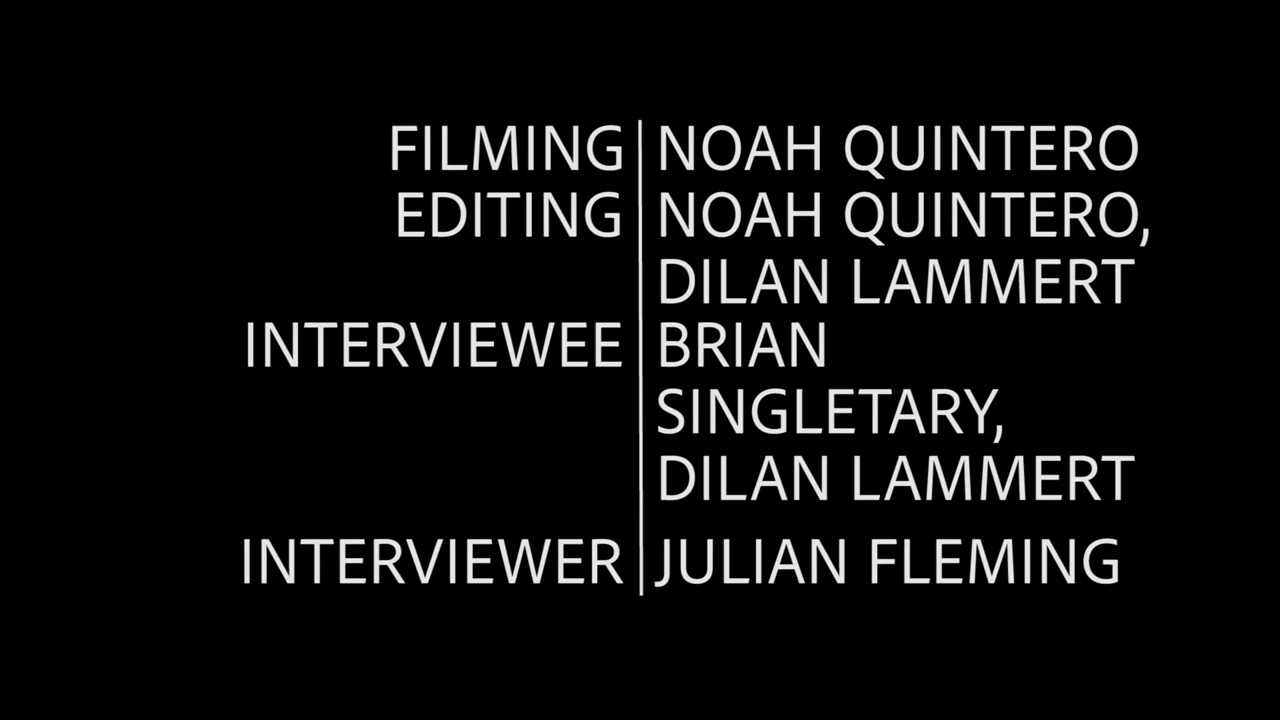 FILMING NOAH QUINTERO
EDITING NOAH QUINTERO,
DILAN LAMMERT
INTERVIEWEE BRIAN
SINGLETARY,
DILAN LAMMERT
INTERVIEWER JULIAN FLEMING